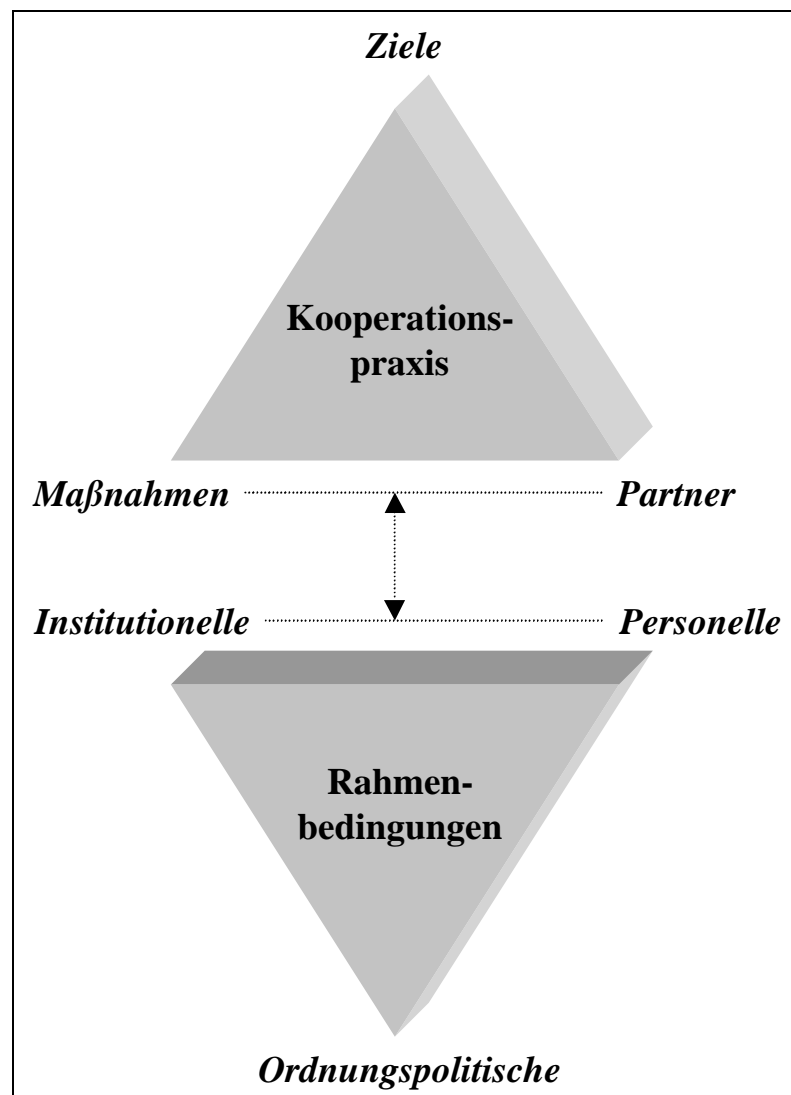 Ziele
Kooperations-
praxis
Maßnahmen Partner
Institutionelle Personelle
Rahmen-
bedingungen
Ordnungspolitische